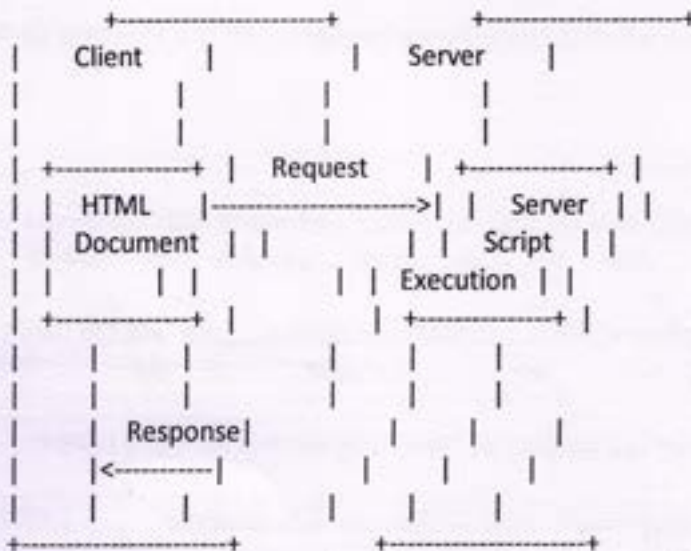 +---------------------+ +----------------------+
| Client | | Server |
| | | |
| | | |
| +-------------+ | Request | +-------------+ |
| | HTML |-------------------->| | Server | |
| | Document | | | | Script | |
| | | | | | Execution | |
| +-------------+ | | +-------------+ |
| | | | | |
| | | | | |
| | Response| | | |
| |<----------| | | |
| | | | | |
+---------------------+ +--------------------+